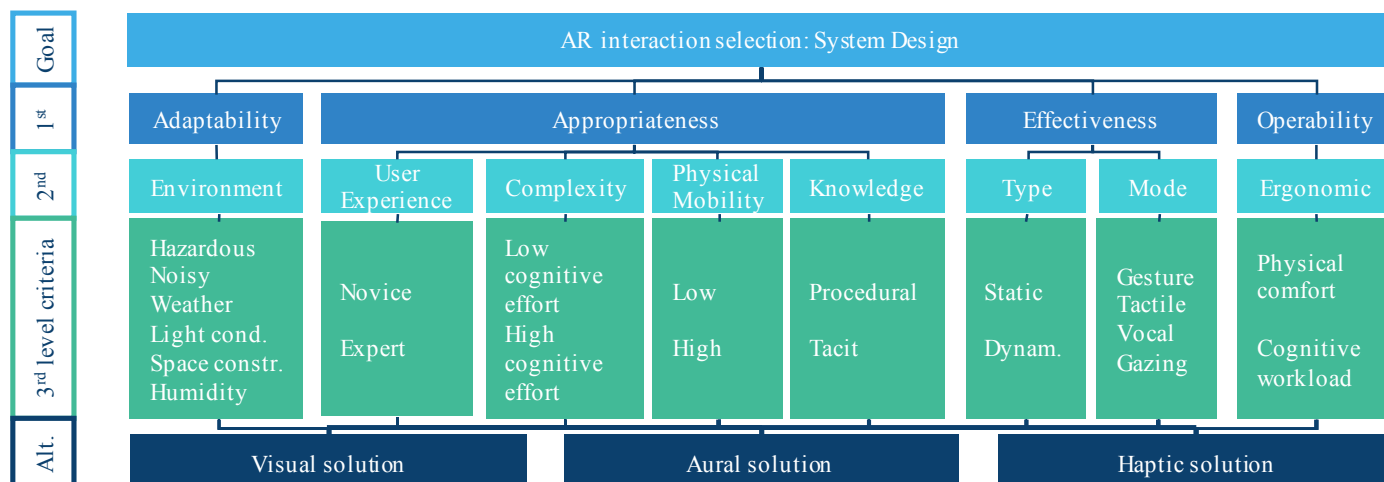 Goal
AR interaction selection: System Design
1st
Adaptability
Appropriateness
Effectiveness
Operability
2nd
Environment
User
Experience
Complexity
Physical
Mobility
Knowledge
Type
Mode
Ergonomic
3rd level criteria
Hazardous
Noisy
Weather
Light cond.
Space constr.
Humidity
Novice
Expert
Low
cognitive
effort
High
cognitive
effort
Low
High
Procedural
Tacit
Static
Dynam.
Gesture
Tactile
Vocal
Gazing
Physical
comfort
Cognitive
workload
Alt.
Visual solution
Aural solution
Haptic solution